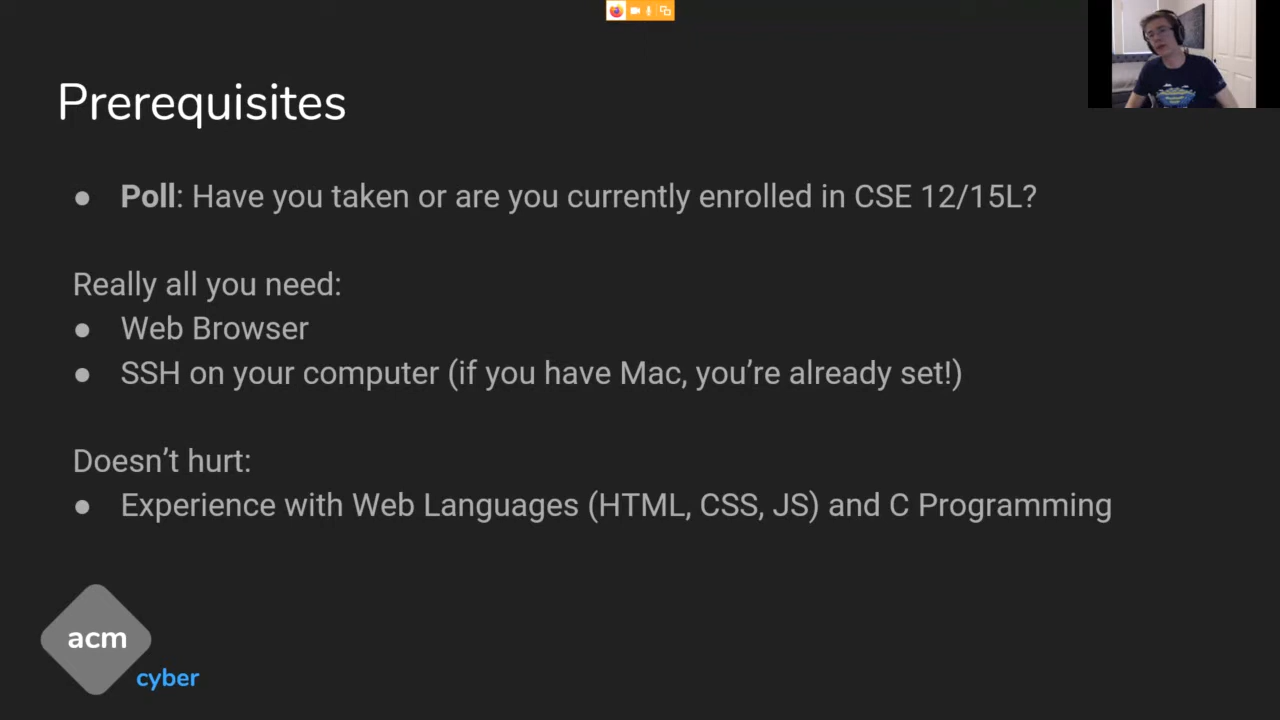 Prerequisites
● Poll: Have you taken or are you currently enrolled in CSE 12/15L?
Really all you need:
● Web Browser
● SSH on your computer (if you have Mac, you’re already set!)
Doesn’t hurt:
● Experience with Web Languages (HTML, CSS, JS) and C Programming
acm
cyber